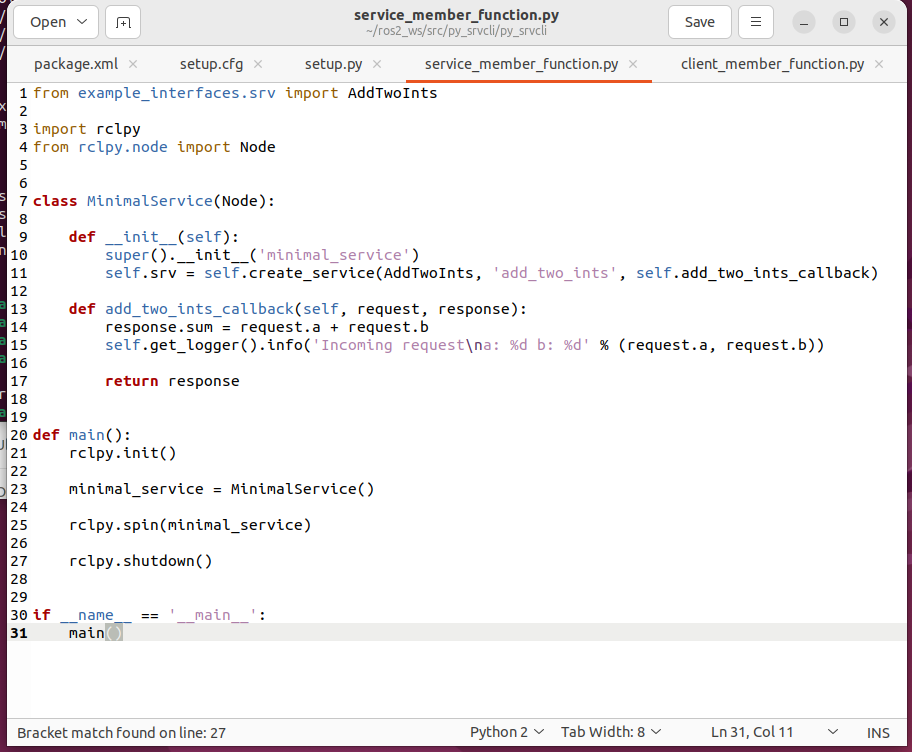 Open
service_member_function.py
~/ros2_ws/src/py_srvcli/py_srvcli
Save
package.xml
setup.cfg
setup.py
service_member_function.py
client_member_function.py
1 from example_interfaces.srv import AddTwoInts
2
3 import rclpy
4 from rclpy.node import Node
5
6
7 class MinimalService(Node):
8
9     def __init__(self):
10         super().__init__('minimal_service')
11         self.srv = self.create_service(AddTwoInts, 'add_two_ints', self.add_two_ints_callback)
12
13     def add_two_ints_callback(self, request, response):
14         response.sum = request.a + request.b
15         self.get_logger().info('Incoming request\na: %d b: %d' % (request.a, request.b))
16
17         return response
18
19
20 def main():
21     rclpy.init()
22
23     minimal_service = MinimalService()
24
25     rclpy.spin(minimal_service)
26
27     rclpy.shutdown()
28
29
30 if __name__ == '__main__':
31     main()
Bracket match found on line: 27
Python 2
Tab Width: 8
Ln 31, Col 11
INS